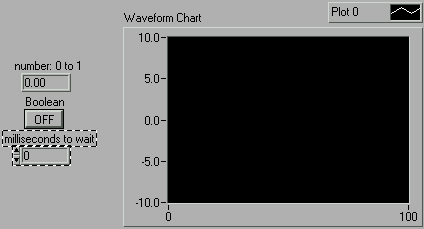 Plot 0
Waveform Chart
number: 0 to 1
0.00
Boolean
OFF
milliseconds to wait
0
10.0
5.0
0.0
-5.0
-10.0
0 100